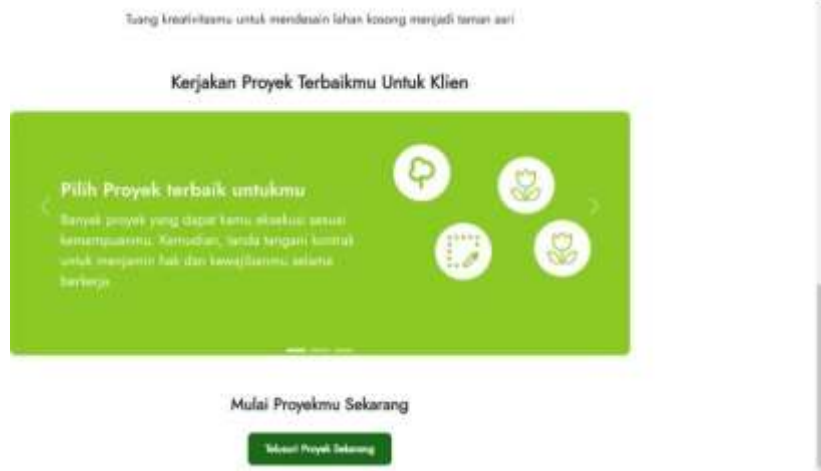 Tuang kreativitasmu untuk mendesain lahan kosong menjadi taman asri
Kerjakan Proyek Terbaikmu Untuk Klien
Pilih Proyek terbaik untukmu
Banyak proyek yang dapat kamu eksekusi sesuai
kemampuanmu. Kemudian, tanda tangani kontrak
untuk menjamin hak dan kewajibanmu selama
berkerja
Mulai Proyekmu Sekarang
Telusuri Proyek Sekarang